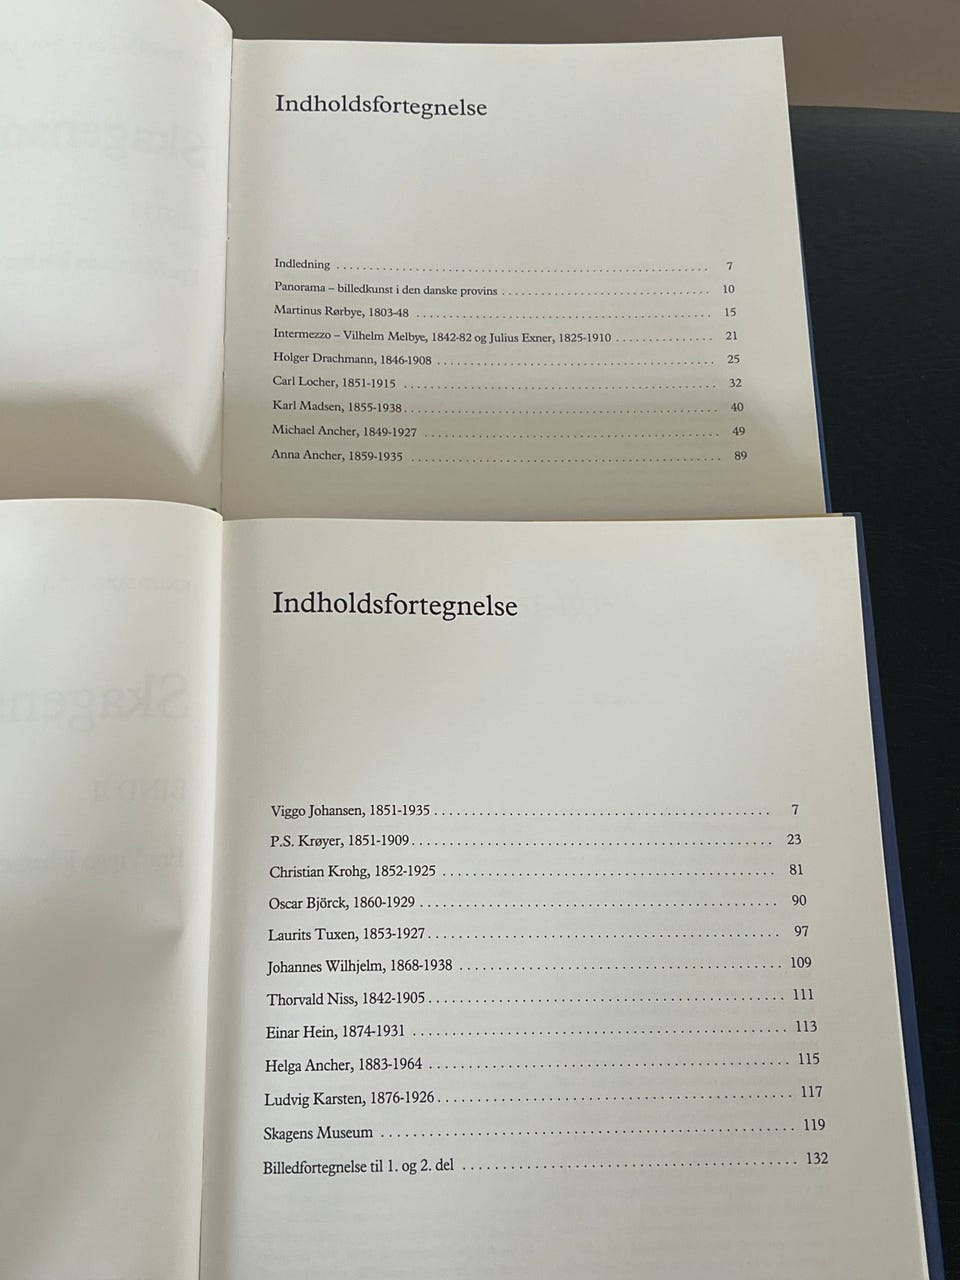 Indholdsfortegnelse
Indledning 7
Panorama – billedkunst i den danske provins 10
Martinus Rørbye, 1803-48 15
Intermezzo – Vilhelm Melbye, 1842-82 og Julius Exner, 1825-1910 21
Holger Drachmann, 1846-1908 25
Carl Locher, 1851-1915 32
Karl Madsen, 1855-1938 40
Michael Ancher, 1849-1927 49
Anna Ancher, 1859-1935 89
Indholdsfortegnelse
Viggo Johansen, 1851-1935 7
P.S. Krøyer, 1851-1909 23
Christian Krohg, 1852-1925 81
Oscar Björck, 1860-1929 90
Laurits Tuxen, 1853-1927 97
Johannes Wilhjelm, 1868-1938 109
Thorvald Niss, 1842-1905 111
Einar Hein, 1874-1931 113
Helga Ancher, 1883-1964 115
Ludvig Karsten, 1876-1926 117
Skagens Museum 119
Billedfortegnelse til 1. og 2. del 132